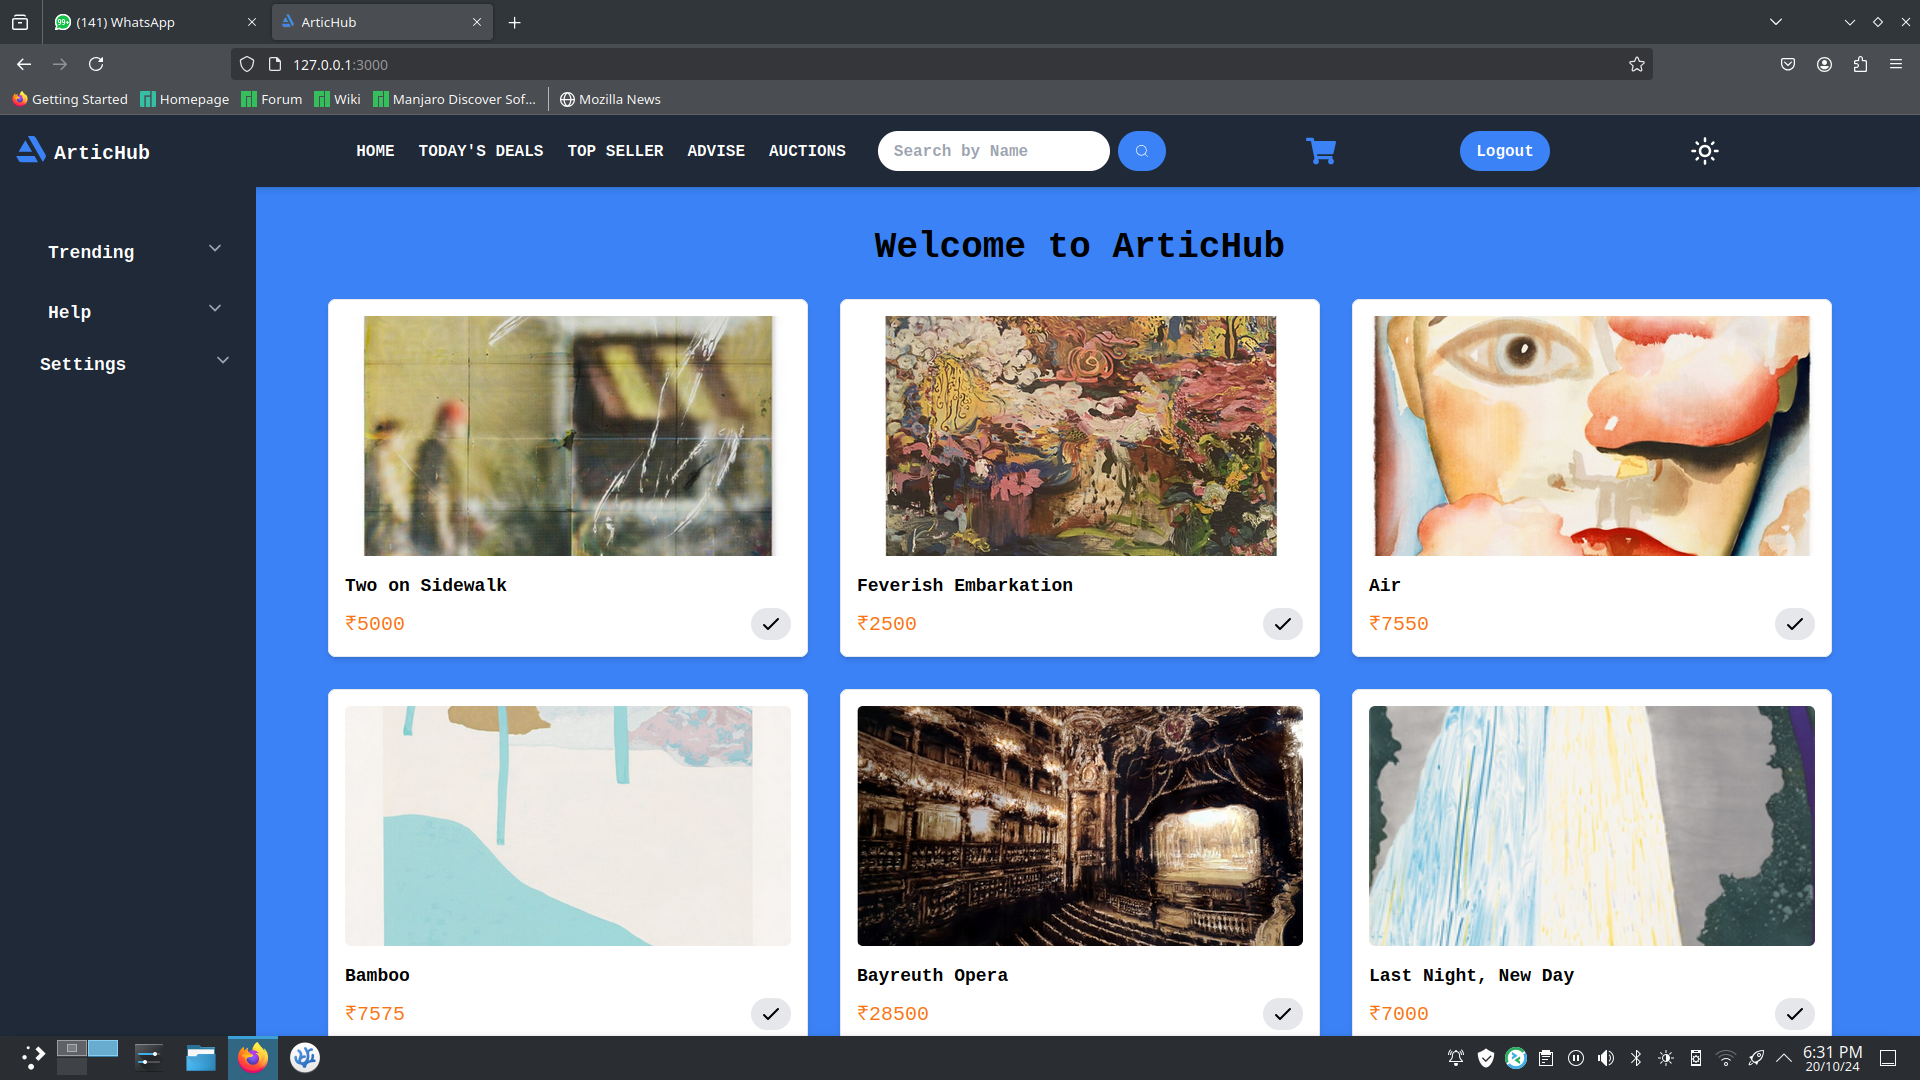 (141) WhatsApp
ArticHub
127.0.0.1:3000
Getting Started
Homepage
Forum
Wiki
Manjaro Discover Sof...
Mozilla News
ArticHub
HOME
TODAY'S DEALS
TOP SELLER
ADVISE
AUCTIONS
Search by Name
Logout
Trending
Help
Settings
Welcome to ArticHub
Two on Sidewalk
₹5000
Feverish Embarkation
₹2500
Air
₹7550
Bamboo
₹7575
Bayreuth Opera
₹28500
Last Night, New Day
₹7000
6:31 PM
20/10/24